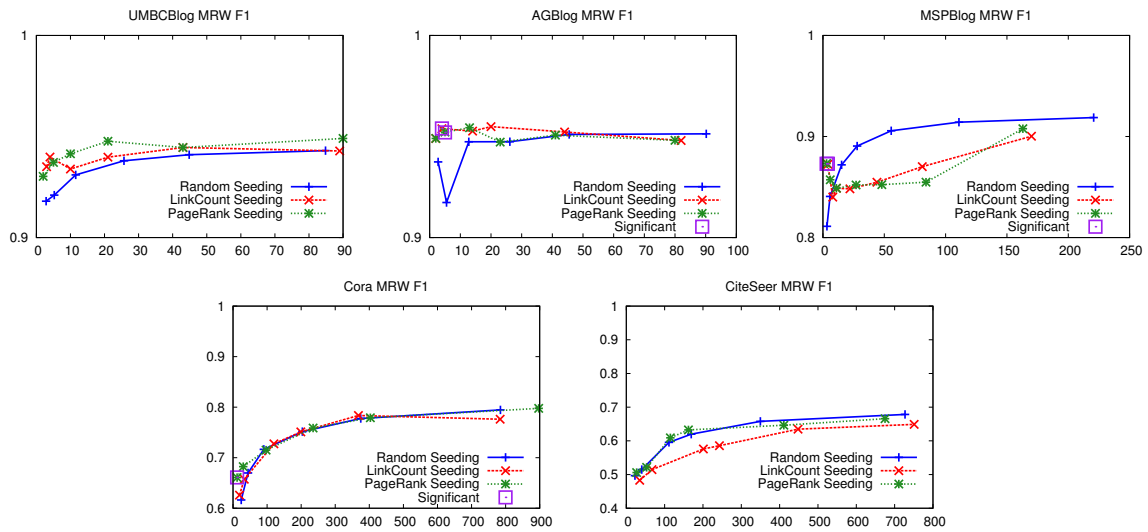 UMBCBlog MRW F1
1
0.9
0 10 20 30 40 50 60 70 80 90
Random Seeding
LinkCount Seeding
PageRank Seeding
AGBlog MRW F1
1
0.9
0 10 20 30 40 50 60 70 80 90 100
Random Seeding
LinkCount Seeding
PageRank Seeding
Significant
MSPBlog MRW F1
1
0.9
0.8
0 50 100 150 200 250
Random Seeding
LinkCount Seeding
PageRank Seeding
Significant
Cora MRW F1
1
0.9
0.8
0.7
0.6
0 100 200 300 400 500 600 700 800 900
Random Seeding
LinkCount Seeding
PageRank Seeding
Significant
CiteSeer MRW F1
1
0.9
0.8
0.7
0.6
0.5
0.4
0 100 200 300 400 500 600 700 800
Random Seeding
LinkCount Seeding
PageRank Seeding